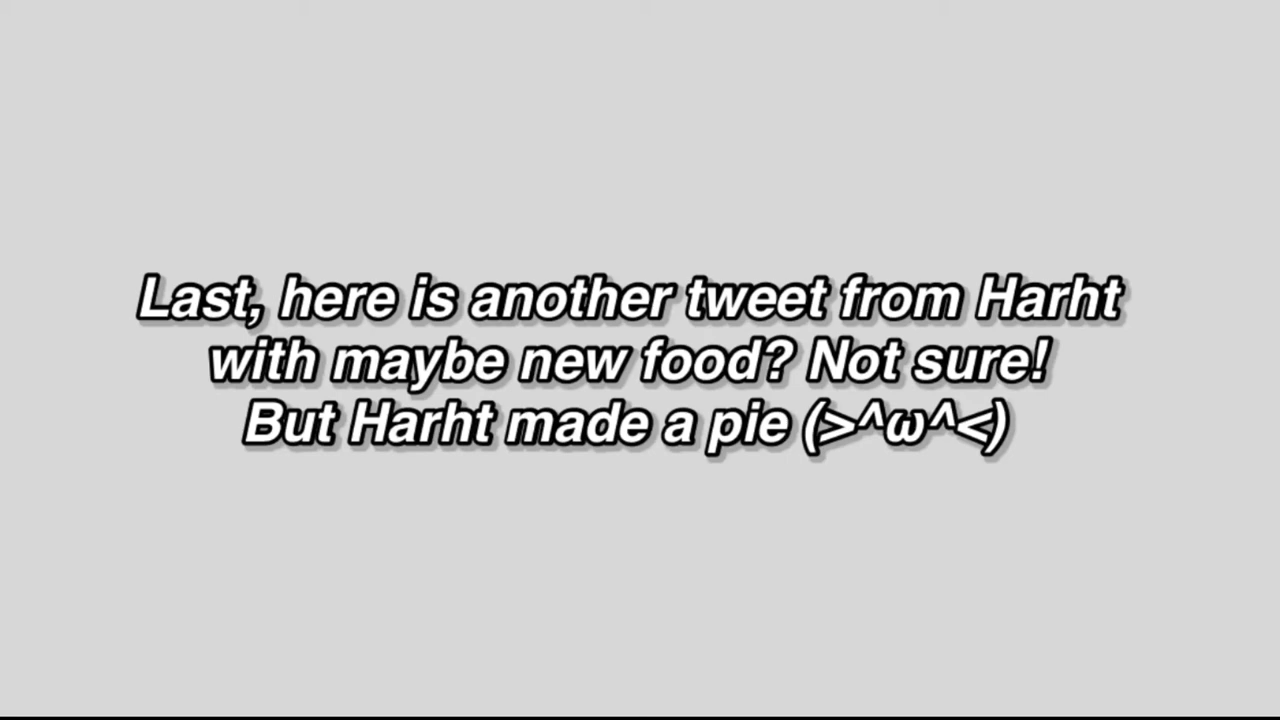 Last, here is another tweet from Harht
with maybe new food? Not sure!
But Harht made a pie (>^ω^<)